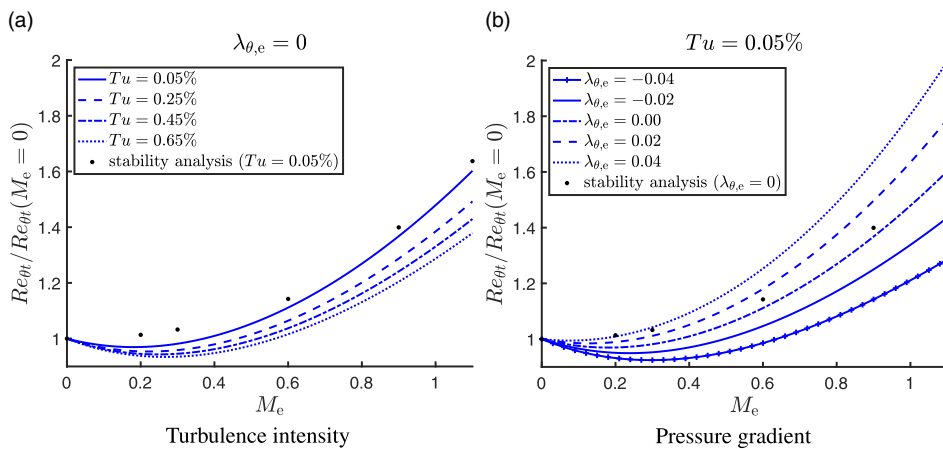 (a)
λθ,e = 0
2
1.8
1.6
1.4
1.2
1
0
0.2
0.4
0.6
0.8
1
Reθt/Reθt(Me = 0)
Me
Tu = 0.05%
Tu = 0.25%
Tu = 0.45%
Tu = 0.65%
stability analysis (Tu = 0.05%)
Turbulence intensity
(b)
Tu = 0.05%
2
1.8
1.6
1.4
1.2
1
0
0.2
0.4
0.6
0.8
1
Reθt/Reθt(Me = 0)
Me
λθ,e = −0.04
λθ,e = −0.02
λθ,e = 0.00
λθ,e = 0.02
λθ,e = 0.04
stability analysis (λθ,e = 0)
Pressure gradient